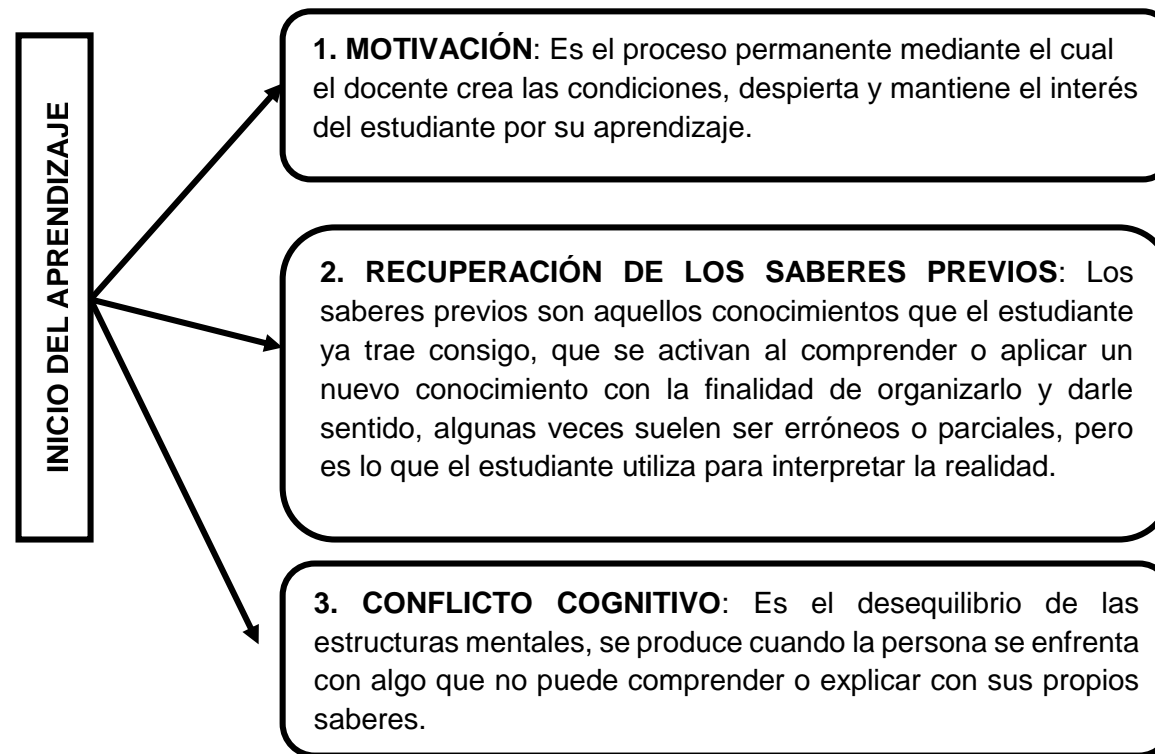 INICIO DEL APRENDIZAJE
1. MOTIVACIÓN: Es el proceso permanente mediante el cual
el docente crea las condiciones, despierta y mantiene el interés
del estudiante por su aprendizaje.
2. RECUPERACIÓN DE LOS SABERES PREVIOS: Los
saberes previos son aquellos conocimientos que el estudiante
ya trae consigo, que se activan al comprender o aplicar un
nuevo conocimiento con la finalidad de organizarlo y darle
sentido, algunas veces suelen ser erróneos o parciales, pero
es lo que el estudiante utiliza para interpretar la realidad.
3. CONFLICTO COGNITIVO: Es el desequilibrio de las
estructuras mentales, se produce cuando la persona se enfrenta
con algo que no puede comprender o explicar con sus propios
saberes.